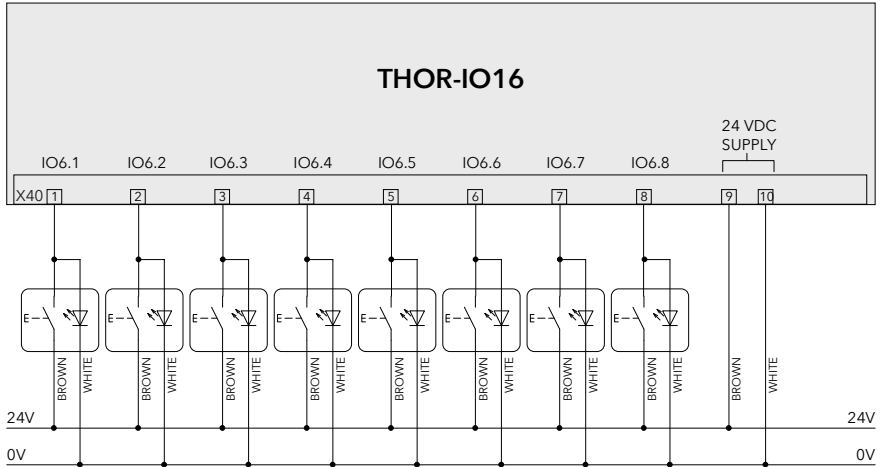 THOR-IO16
24 VDC
SUPPLY
IO6.1 IO6.2 IO6.3 IO6.4 IO6.5 IO6.6 IO6.7 IO6.8
X40 1 2 3 4 5 6 7 8 9 10
E E E E E E E E
BROWN WHITE BROWN WHITE BROWN WHITE BROWN WHITE BROWN WHITE BROWN WHITE BROWN WHITE BROWN WHITE BROWN WHITE
24V 24V
0V 0V